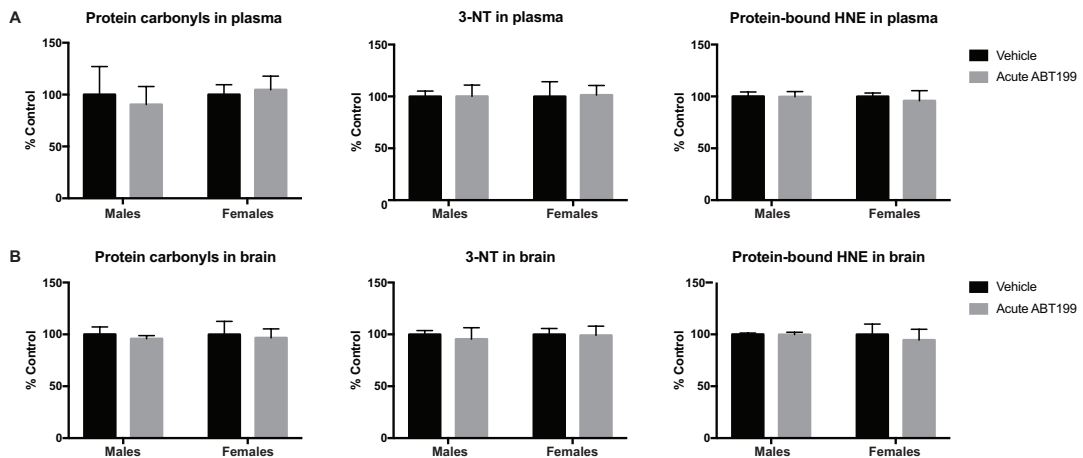 A
Protein carbonyls in plasma
% Control
150
100
50
0
Males
Females
3-NT in plasma
% Control
150
100
50
0
Males
Females
Protein-bound HNE in plasma
% Control
150
100
50
0
Males
Females
Vehicle
Acute ABT199
B
Protein carbonyls in brain
% Control
150
100
50
0
Males
Females
3-NT in brain
% Control
150
100
50
0
Males
Females
Protein-bound HNE in brain
% Control
150
100
50
0
Males
Females
Vehicle
Acute ABT199